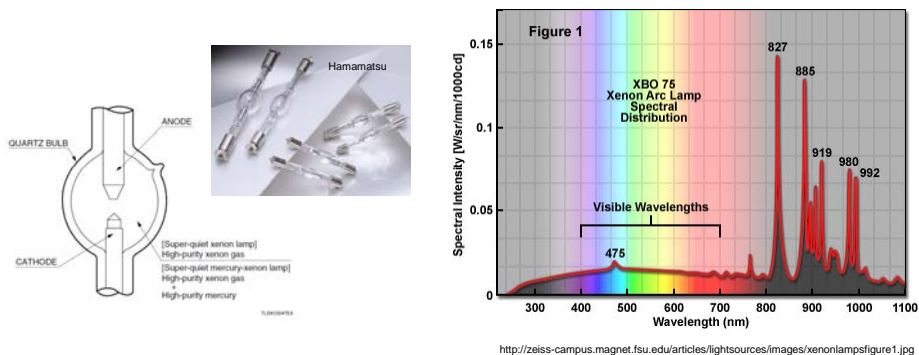 Hamamatsu
ANODE
QUARTZ BULB
CATHODE
[Super-quiet xenon lamp]
High-purity xenon gas
[Super-quiet mercury-xenon lamp]
High-purity xenon gas
+
High-purity mercury
Figure 1
XBO 75
Xenon Arc Lamp
Spectral
Distribution
Visible Wavelengths
475
827
885
919
980
992
Spectral Intensity [W/sr/nm/1000cd]
0.15
0.1
0.05
0
300 400 500 600 700 800 900 1000 1100
Wavelength (nm)
http://zeiss-campus.magnet.fsu.edu/articles/lightsources/images/xenonlampsfigure1.jpg